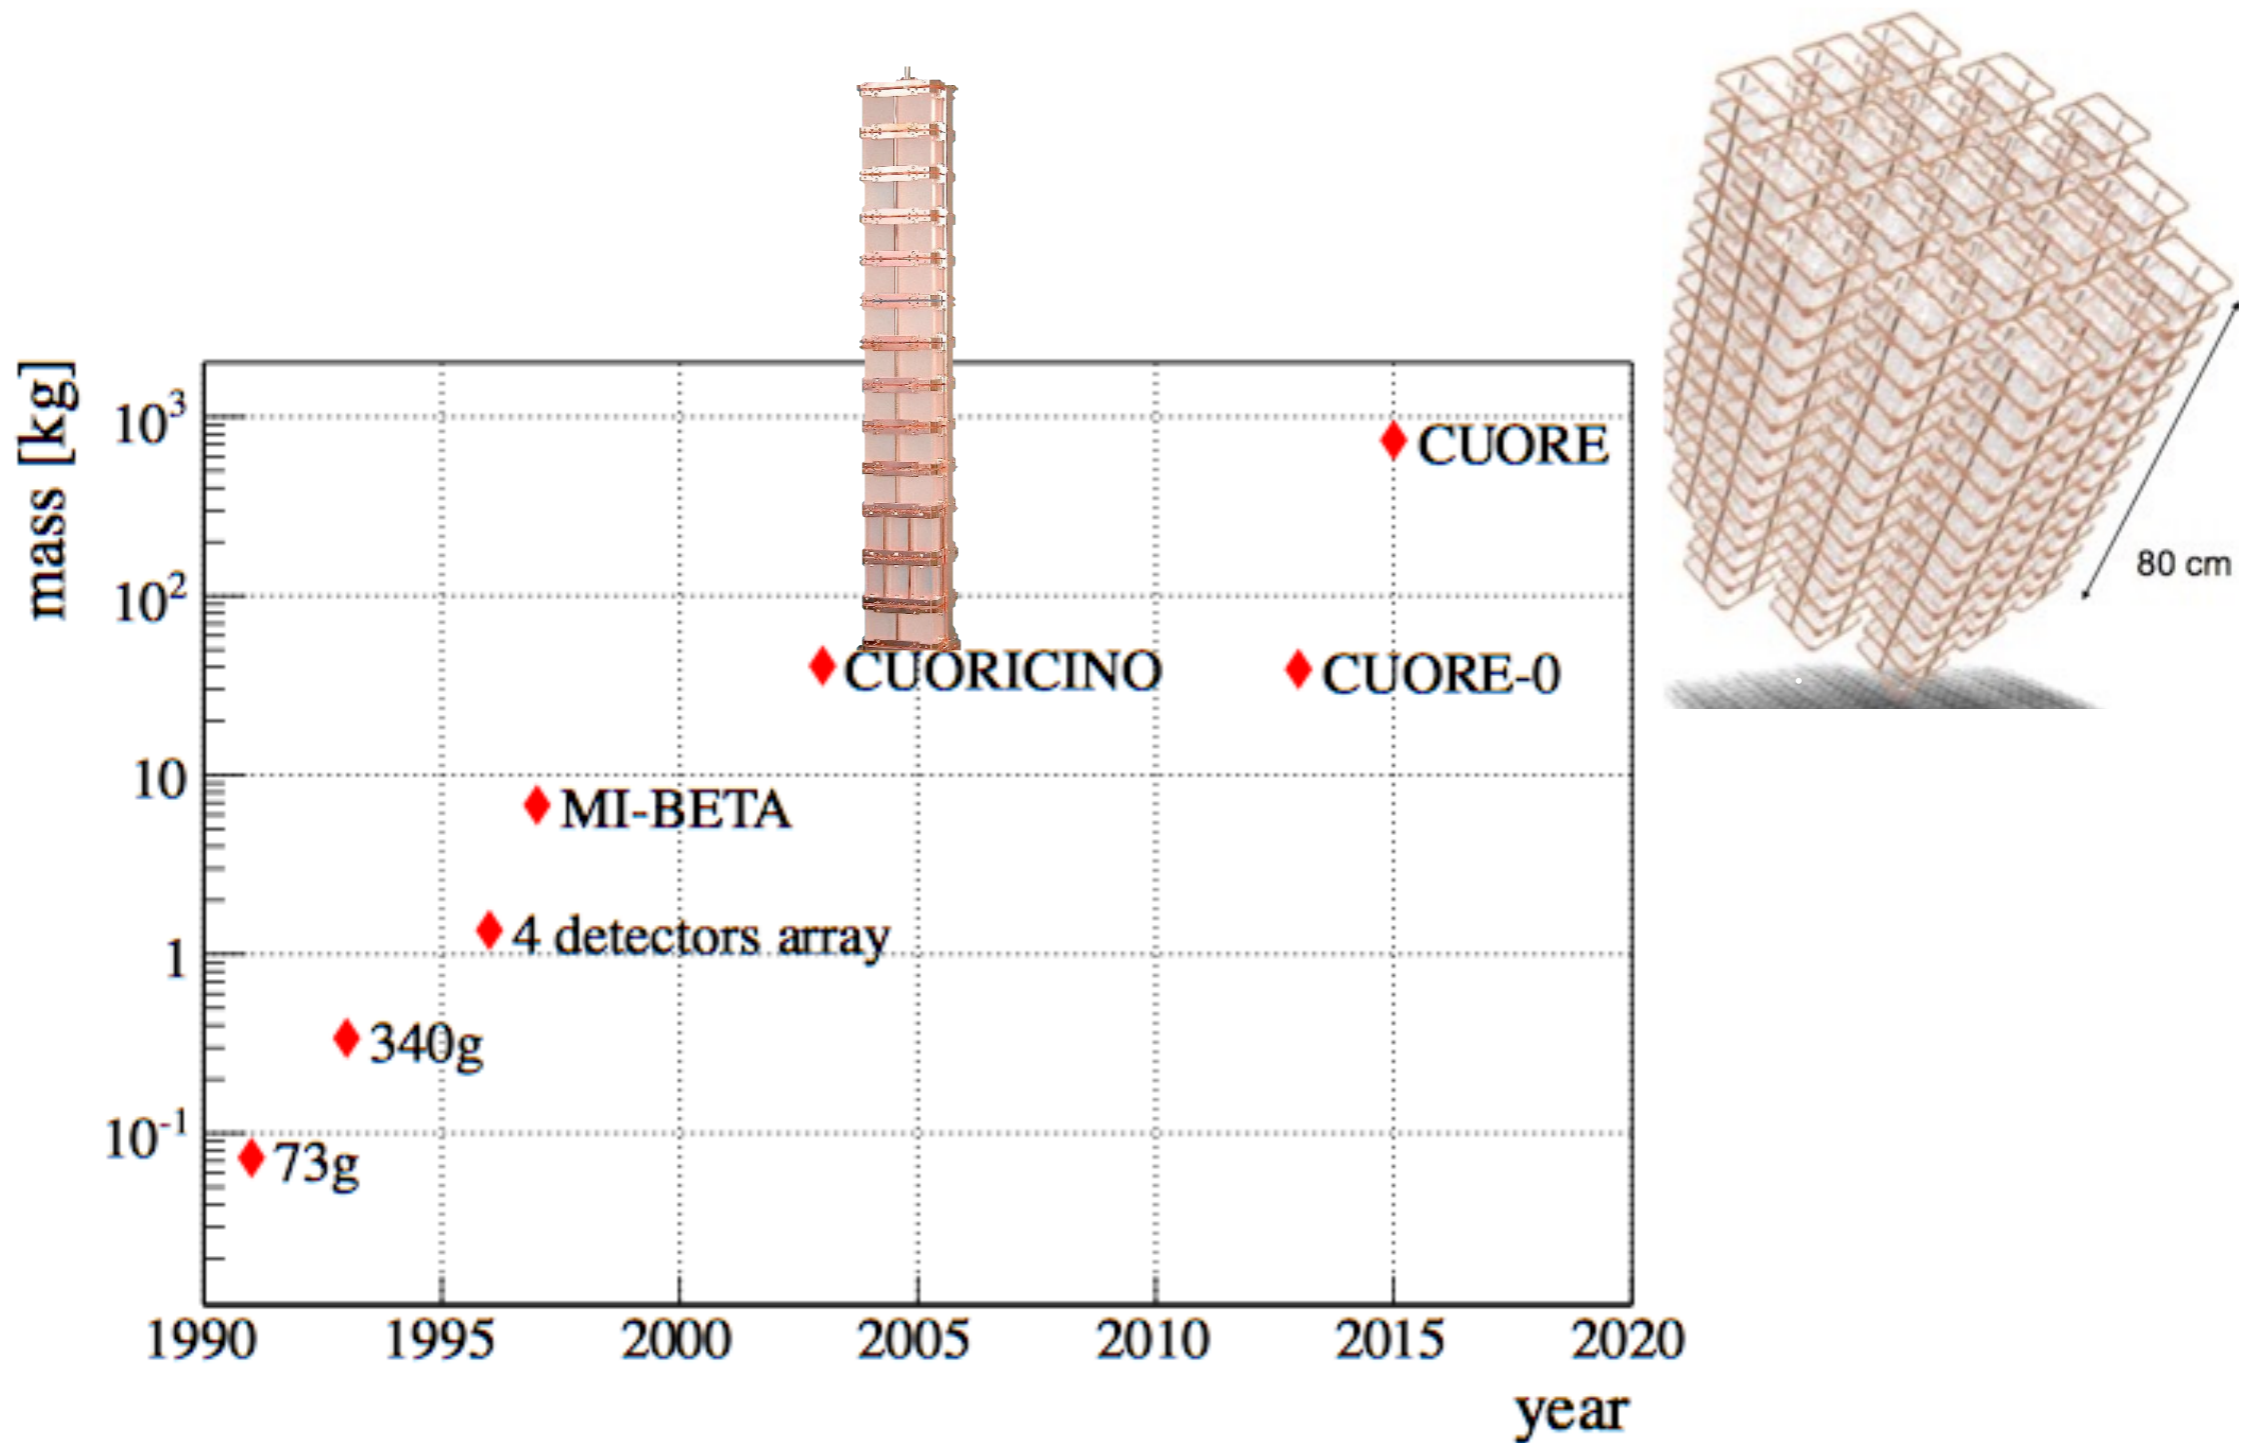 mass [kg]
10³
10²
10
1
10⁻¹
CUORE
80 cm
CUORICINO
CUORE-0
MI-BETA
4 detectors array
340g
73g
1990 1995 2000 2005 2010 2015 2020
year